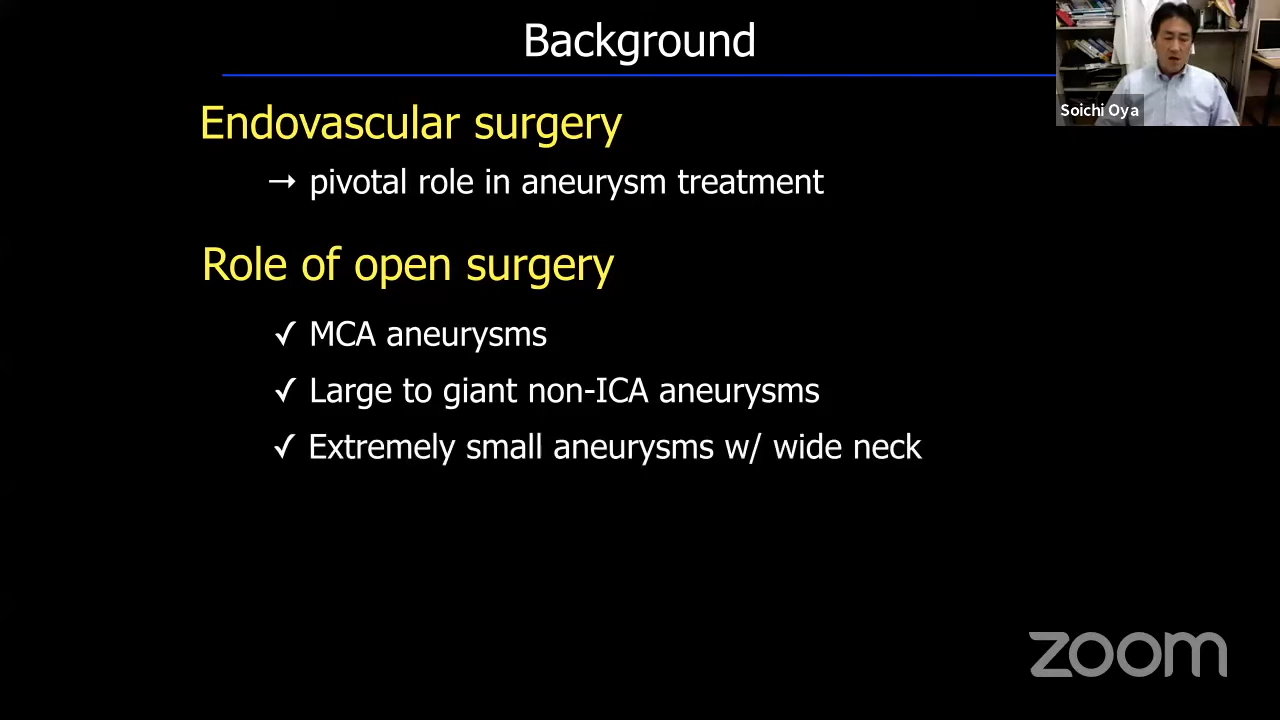 Background
Soichi Oya
Endovascular surgery
→ pivotal role in aneurysm treatment
Role of open surgery
✓ MCA aneurysms
✓ Large to giant non-ICA aneurysms
✓ Extremely small aneurysms w/ wide neck
zoom